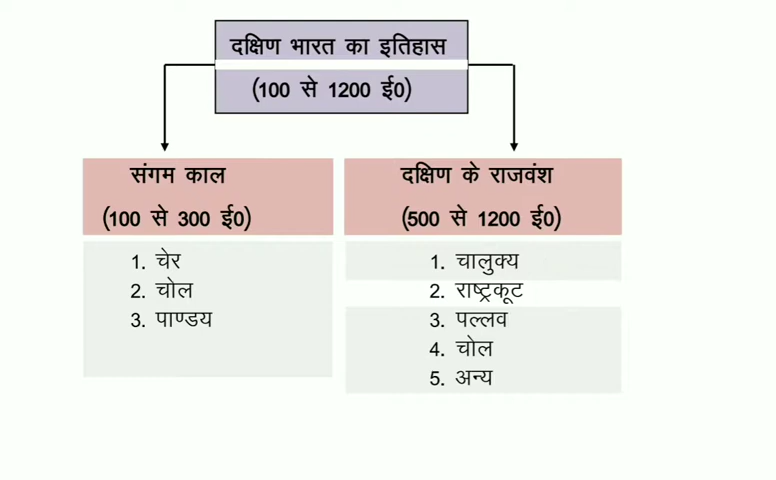 दक्षिण भारत का इतिहास
(100 से 1200 ई0)
संगम काल
(100 से 300 ई0)
1. चेर
2. चोल
3. पाण्डय
दक्षिण के राजवंश
(500 से 1200 ई0)
1. चालुक्य
2. राष्ट्रकूट
3. पल्लव
4. चोल
5. अन्य